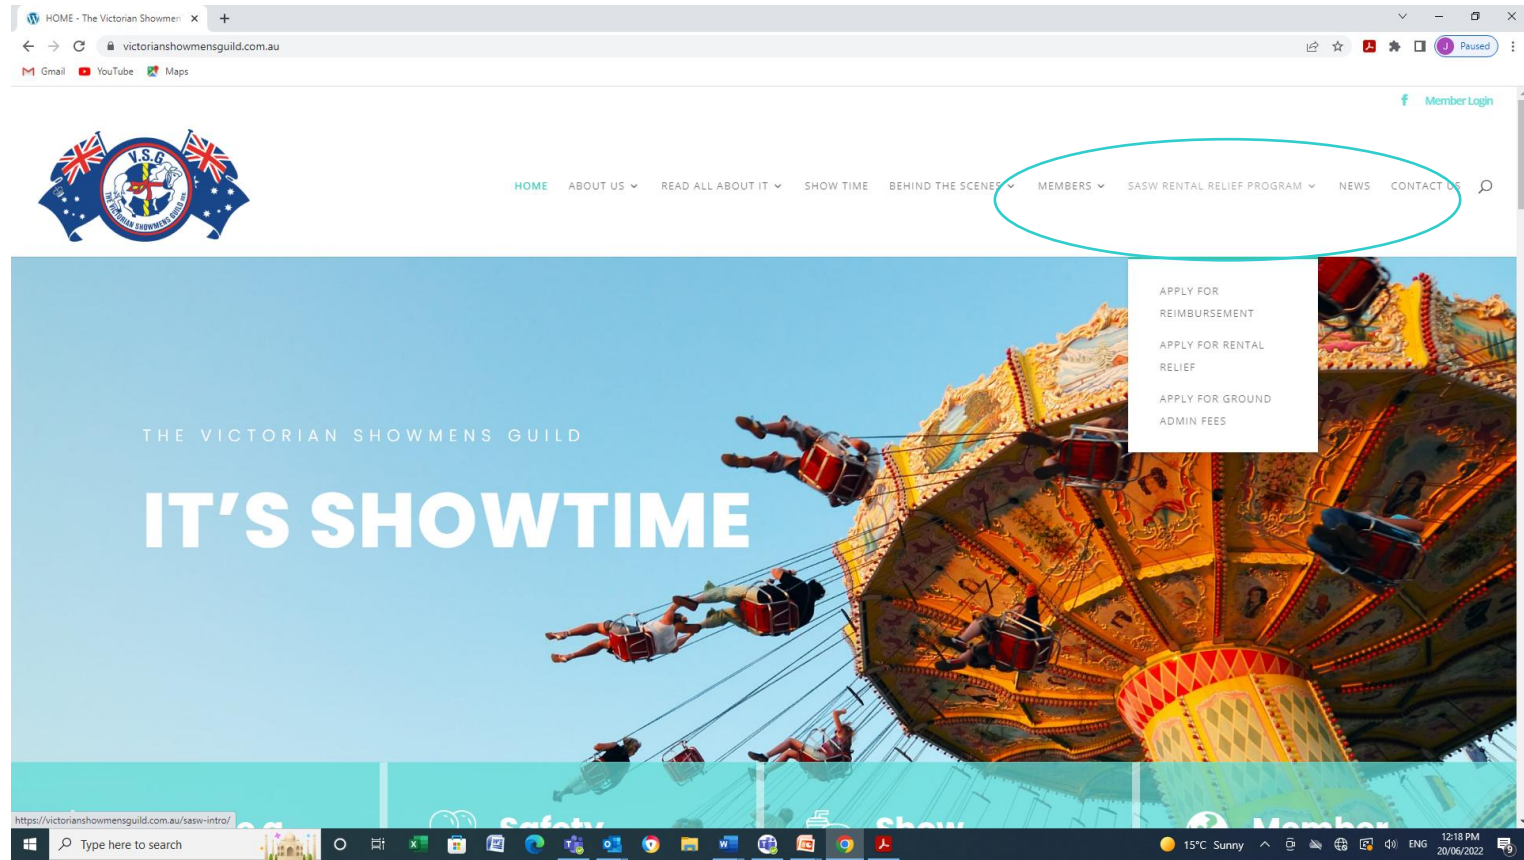 HOME - The Victorian Showmen
victorianshowmensguild.com.au
Paused
Gmail YouTube Maps
Member Login
V.S.G
THE VICTORIAN SHOWMENS GUILD
HOME ABOUT US READ ALL ABOUT IT SHOW TIME BEHIND THE SCENES MEMBERS SASW RENTAL RELIEF PROGRAM NEWS CONTACT US
APPLY FOR
REIMBURSEMENT
APPLY FOR RENTAL
RELIEF
APPLY FOR GROUND
ADMIN FEES
THE VICTORIAN SHOWMENS GUILD
IT'S SHOWTIME
Safety Show Member
https://victorianshowmensguild.com.au/sasw-intro/
Type here to search
15°C Sunny ENG
12:18 PM
20/06/2022